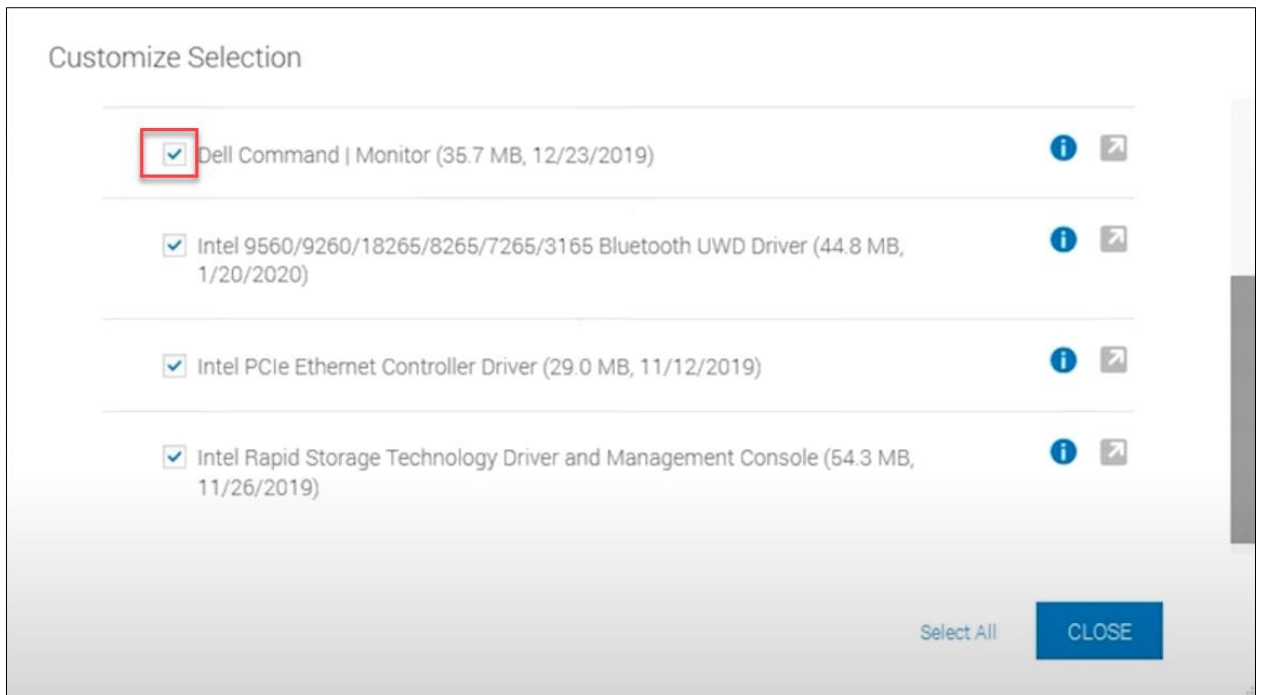 Customize Selection
Dell Command | Monitor (35.7 MB, 12/23/2019)
Intel 9560/9260/18265/8265/7265/3165 Bluetooth UWD Driver (44.8 MB,
1/20/2020)
Intel PCIe Ethernet Controller Driver (29.0 MB, 11/12/2019)
Intel Rapid Storage Technology Driver and Management Console (54.3 MB,
11/26/2019)
Select All
CLOSE